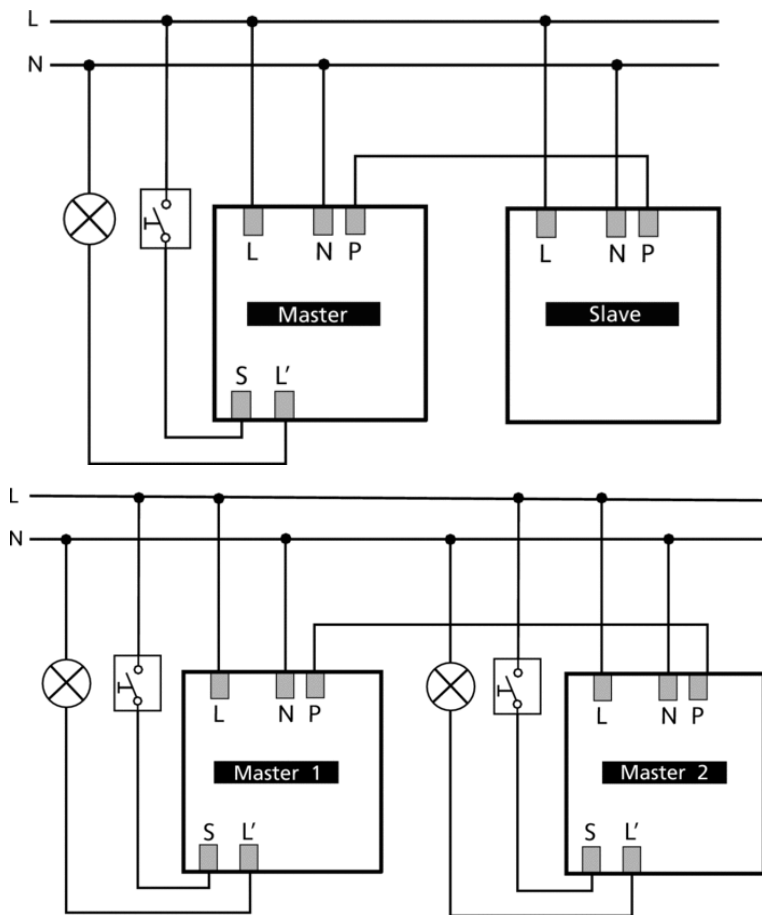 L
N
L N P L N P
Master Slave
S L′
L
N
L N P L N P
Master 1 Master 2
S L′ S L′